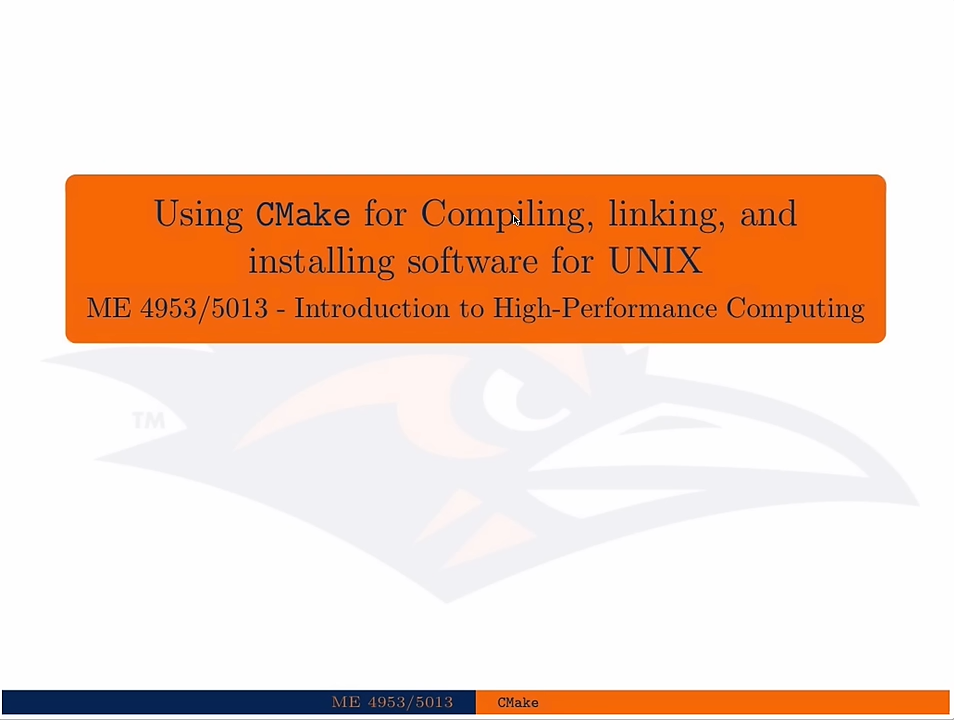 Using CMake for Compiling, linking, and
installing software for UNIX
ME 4953/5013 - Introduction to High-Performance Computing
TM
ME 4953/5013
CMake